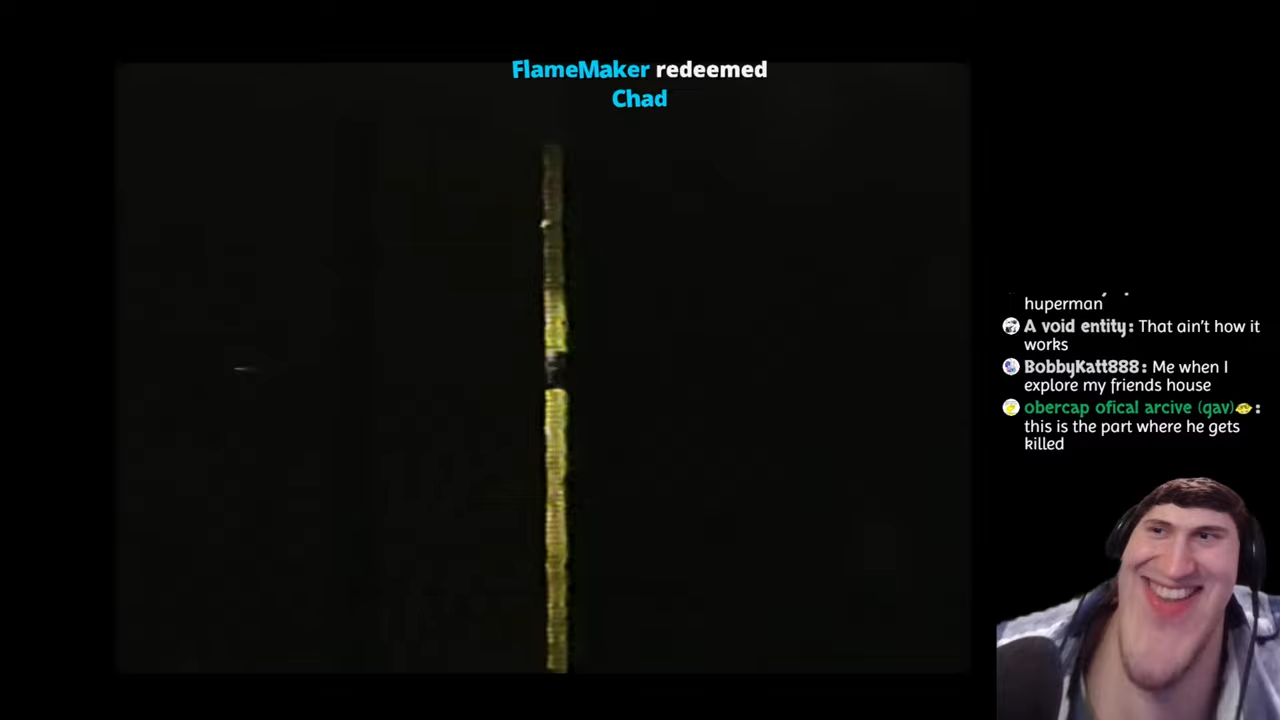 FlameMaker redeemed
Chad
huperman
A void entity: That ain't how it
works
BobbyKatt888: Me when I
explore my friends house
obercap ofical arcive (gav):
this is the part where he gets
killed